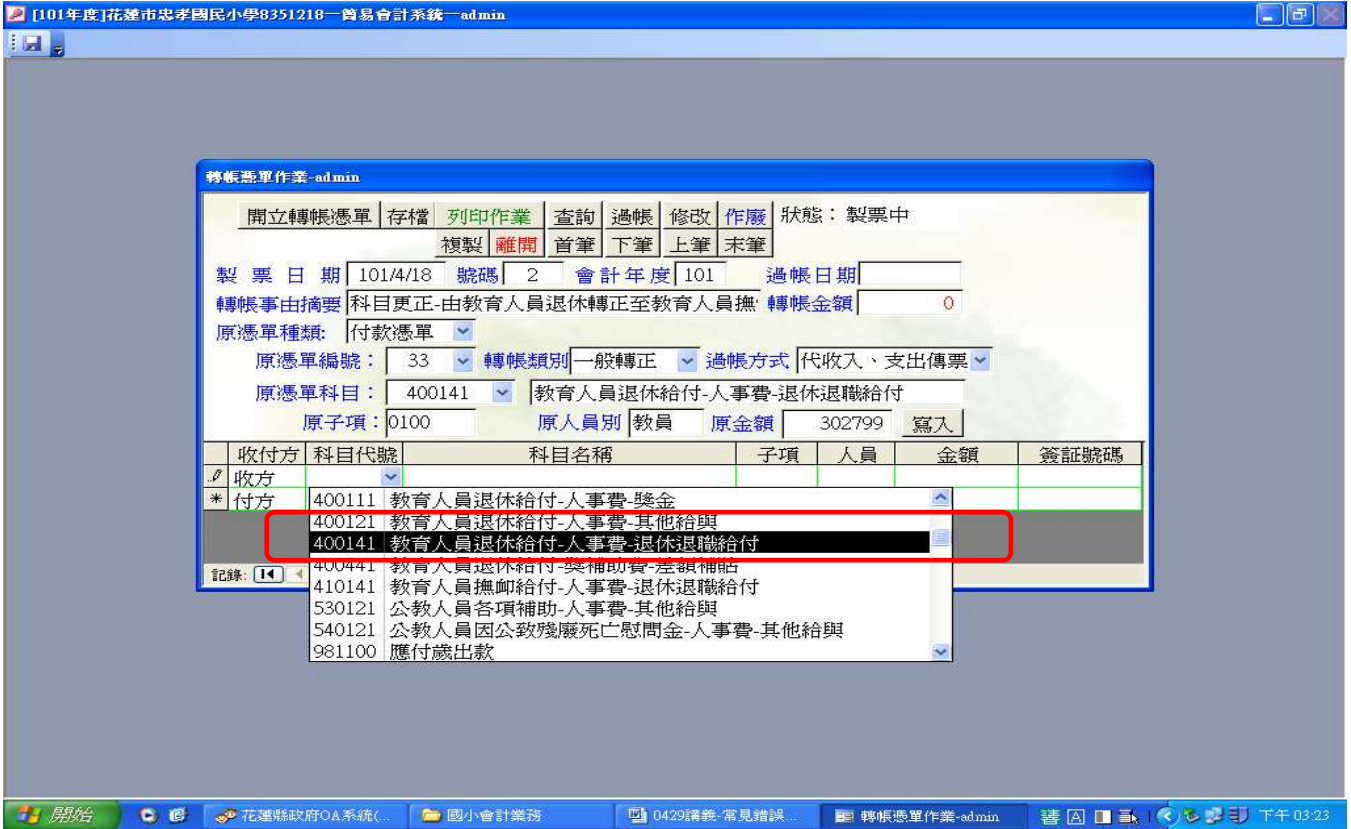 [101年度]花蓮市忠孝國民小學8351218—簡易會計系統—admin
轉帳憑單作業-admin
開立轉帳憑單 存檔 列印作業 查詢 過帳 修改 作廢 狀態：製票中
複製 離開 首筆 下筆 上筆 末筆
製票日期 101/4/18 號碼 2 會計年度 101 過帳日期
轉帳事由摘要 科目更正-由教育人員退休轉正至教育人員撫 轉帳金額 0
原憑單種類: 付款憑單
原憑單編號： 33 轉帳類別 一般轉正 過帳方式 代收入、支出傳票
原憑單科目： 400141 教育人員退休給付-人事費-退休退職給付
原子項：0100 原人員別 教員 原金額 302799 寫入
收付方 科目代號 科目名稱 子項 人員 金額 簽証號碼
收方
* 付方
400111 教育人員退休給付-人事費-獎金
400121 教育人員退休給付-人事費-其他給與
400141 教育人員退休給付-人事費-退休退職給付
400441 教育人員退休給付-獎補助費-差額補貼
410141 教育人員撫卹給付-人事費-退休退職給付
530121 公教人員各項補助-人事費-其他給與
540121 公教人員因公致殘廢死亡慰問金-人事費-其他給與
981100 應付歲出款
記錄:
開始 花蓮縣政府OA系統(... 國小會計業務 0429講義-常見錯誤... 轉帳憑單作業-admin A 下午 03:23